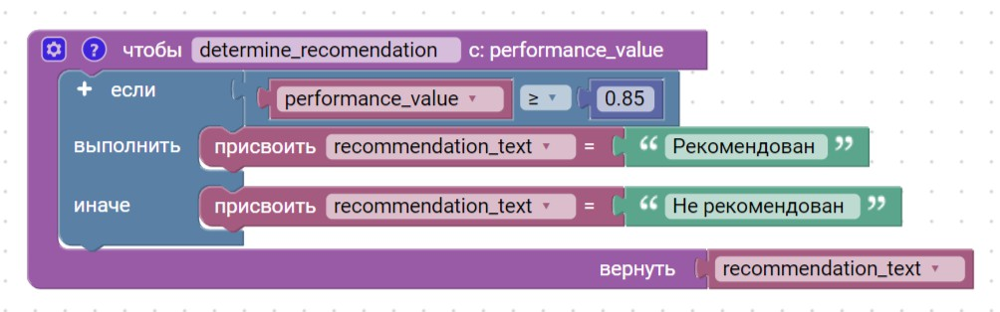 ? чтобы determine_recomendation с: performance_value
+ если performance_value ≥ 0.85
выполнить присвоить recommendation_text = “ Рекомендован ”
иначе присвоить recommendation_text = “ Не рекомендован ”
вернуть recommendation_text